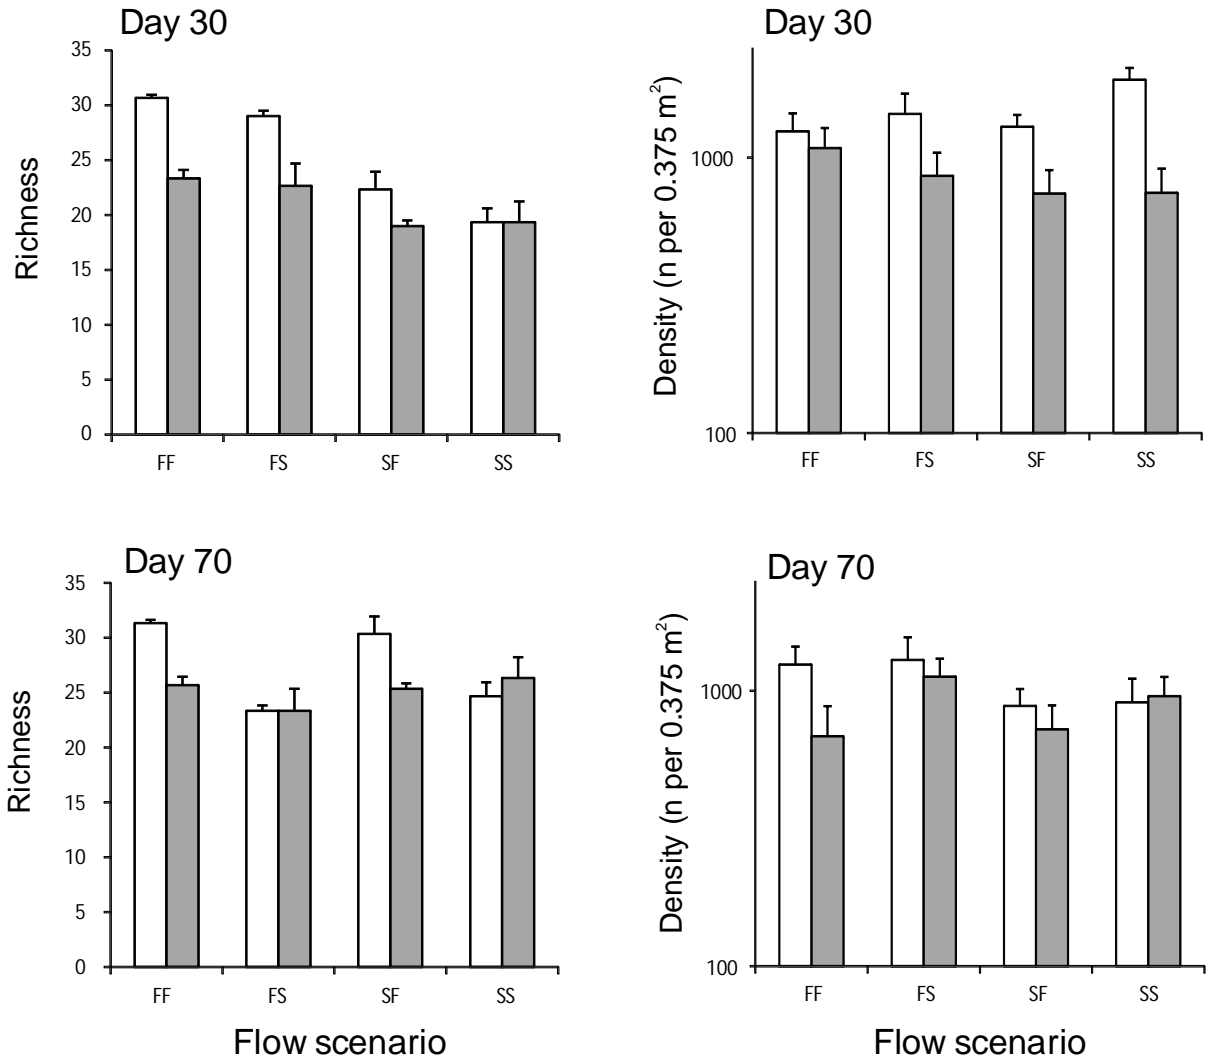 Day 30
35
30
25
20
15
10
5
0
Richness
FF FS SF SS
Day 30
1000
100
Density (n per 0.375 m²)
FF FS SF SS
Day 70
35
30
25
20
15
10
5
0
Richness
FF FS SF SS
Flow scenario
Day 70
1000
100
Density (n per 0.375 m²)
FF FS SF SS
Flow scenario